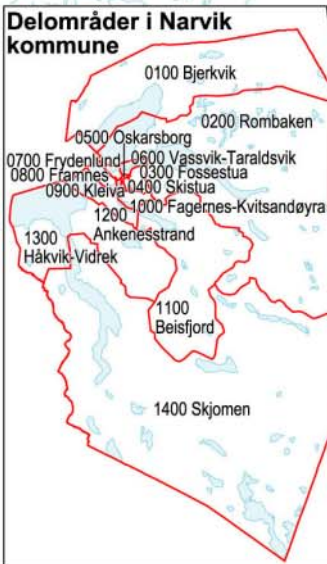 Delområder i Narvik
kommune
0100 Bjerkvik
0200 Rombaken
0500 Oskarsborg
0700 Frydenlund
0600 Vassvik-Taraldsvik
0800 Framnes
0300 Fossestua
0900 Kleiva
0400 Skistua
1000 Fagernes-Kvitsandøyra
1200
Ankenesstrand
1300
Håkvik-Vidrek
1100
Beisfjord
1400 Skjomen